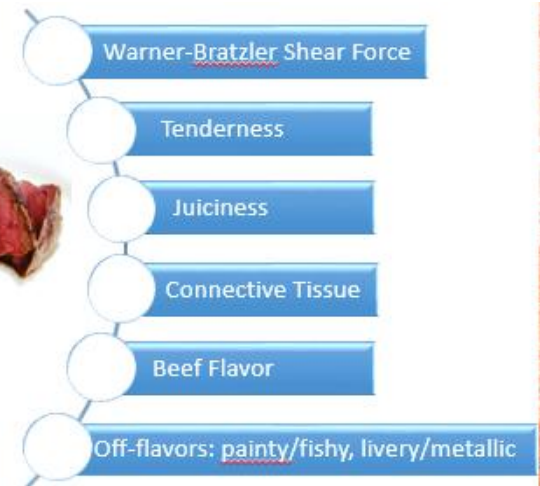 Warner-Bratzler Shear Force
Tenderness
Juiciness
Connective Tissue
Beef Flavor
Off-flavors: painty/fishy, livery/metallic